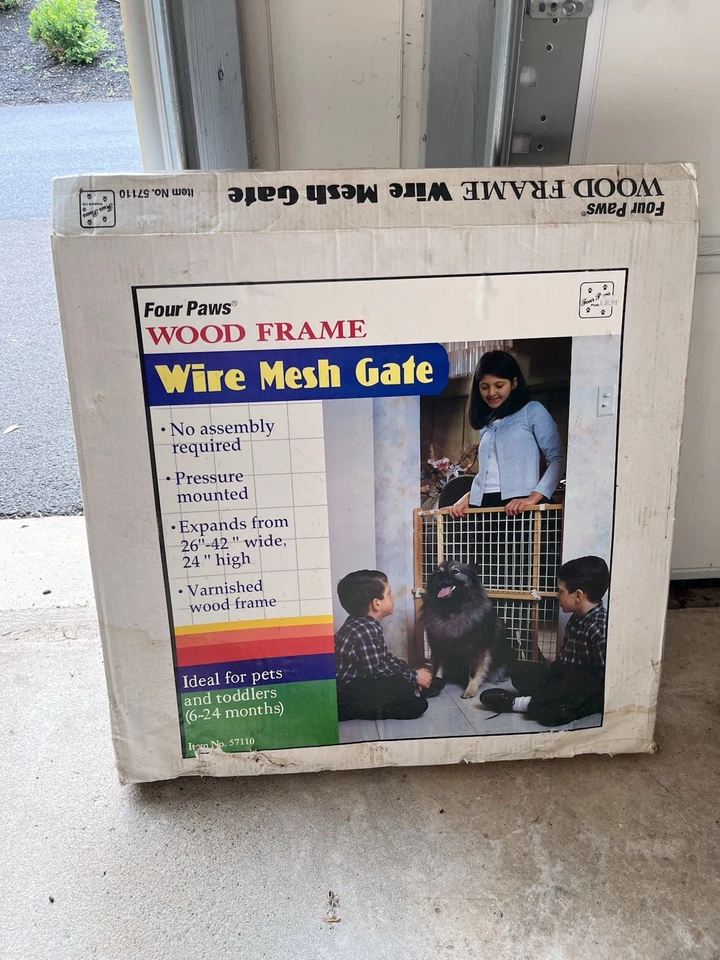 Four Paws®
WOOD FRAME Wire Mesh Gate
Item No. 57110
Four Paws
Four Paws®
WOOD FRAME
Wire Mesh Gate
• No assembly
required
• Pressure
mounted
• Expands from
26"-42" wide,
24" high
• Varnished
wood frame
Ideal for pets
and toddlers
(6-24 months)
Item No. 57110